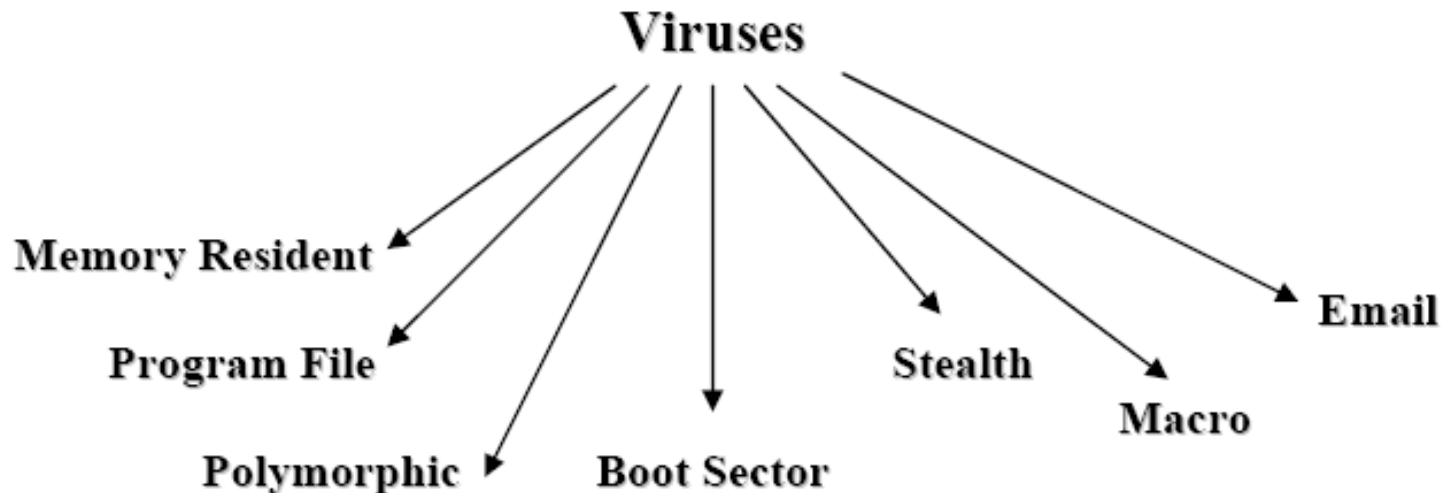 Viruses
Memory Resident
Program File
Polymorphic
Boot Sector
Stealth
Macro
Email